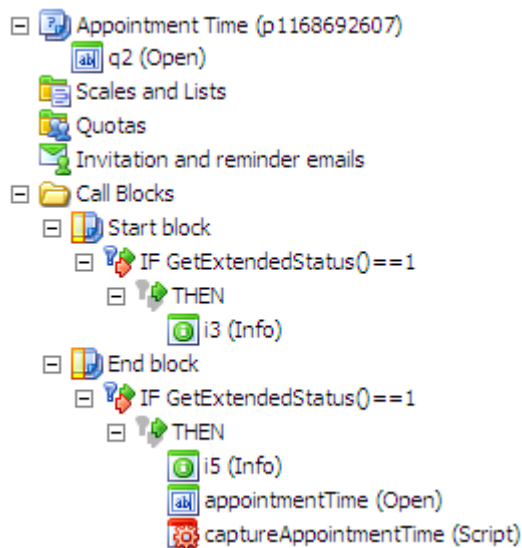 Appointment Time (p1168692607)
q2 (Open)
Scales and Lists
Quotas
Invitation and reminder emails
Call Blocks
Start block
IF GetExtendedStatus()==1
THEN
i3 (Info)
End block
IF GetExtendedStatus()==1
THEN
i5 (Info)
appointmentTime (Open)
captureAppointmentTime (Script)